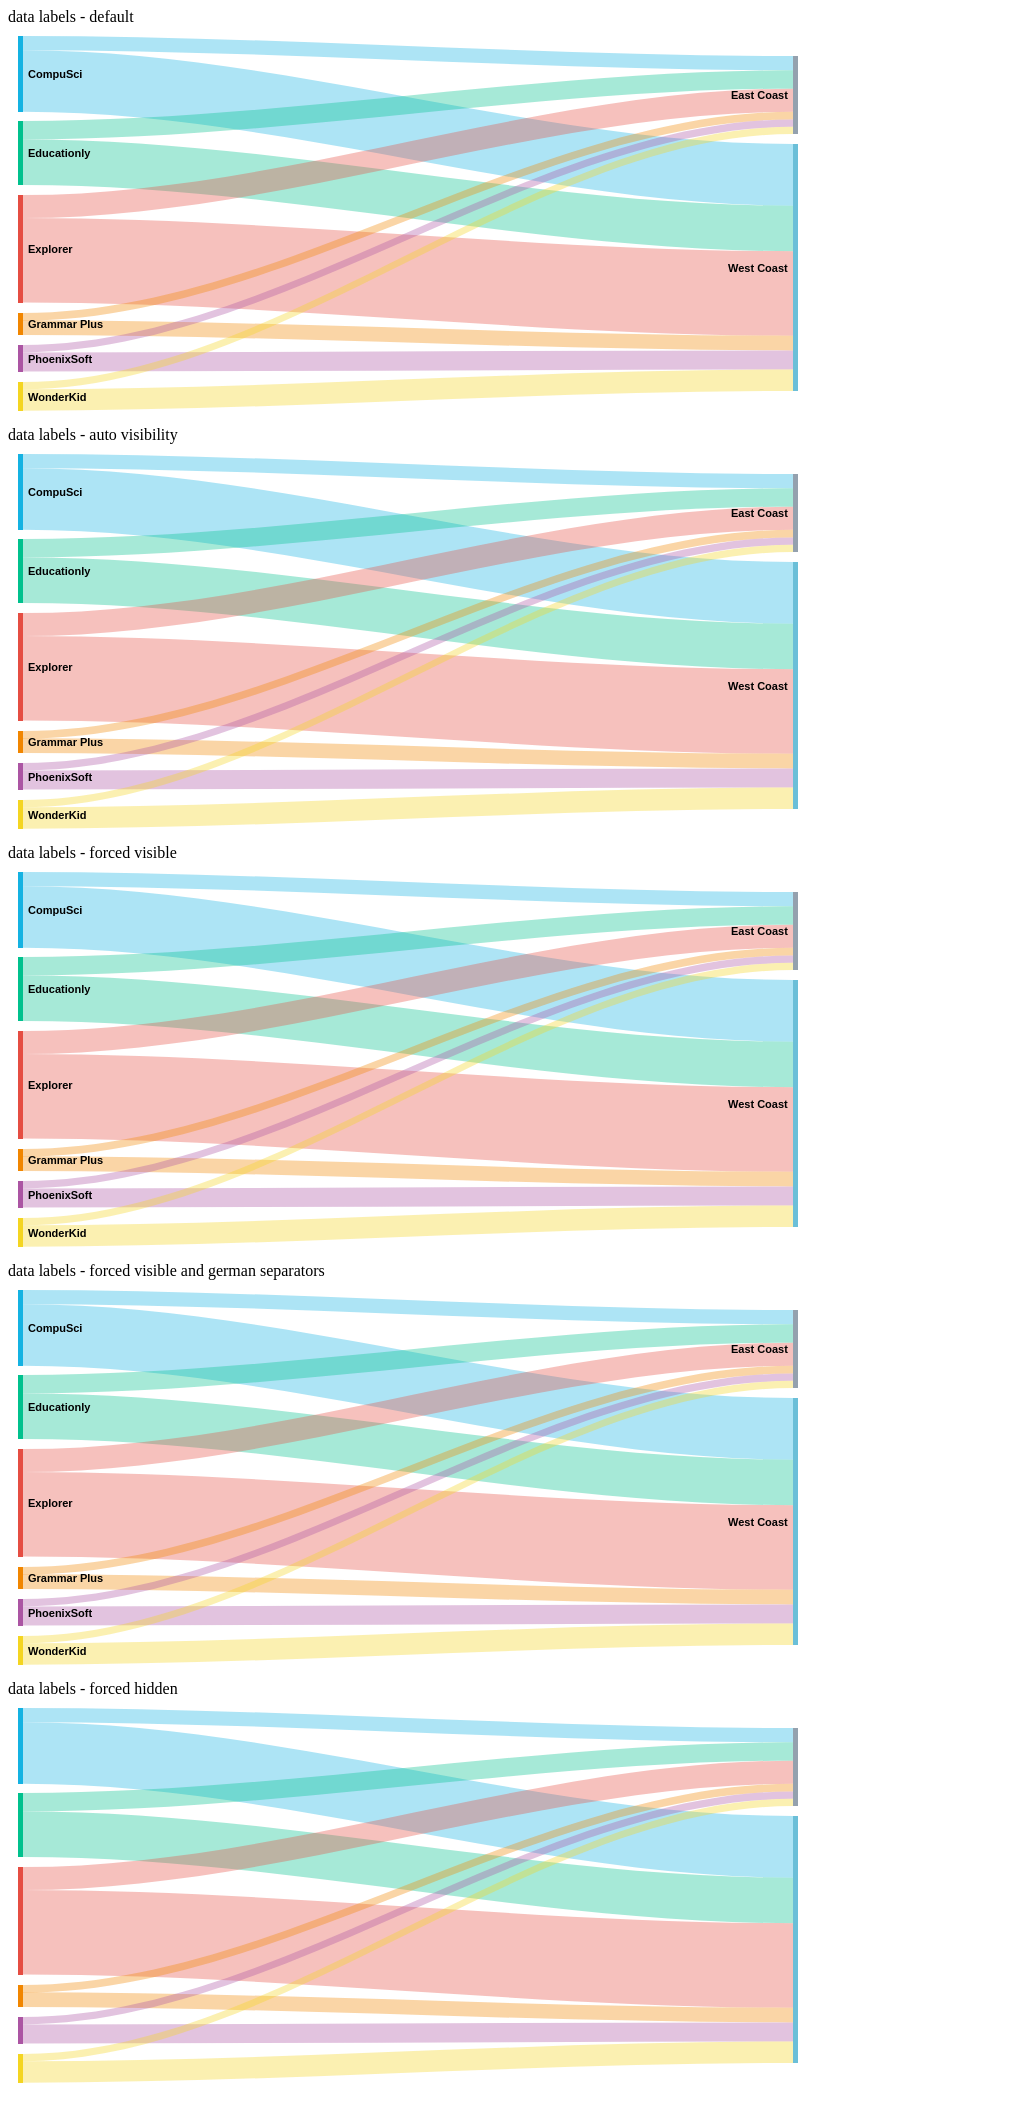 data labels - default
CompuSci
East Coast
Educationly
Explorer
West Coast
Grammar Plus
PhoenixSoft
WonderKid
data labels - auto visibility
CompuSci
East Coast
Educationly
Explorer
West Coast
Grammar Plus
PhoenixSoft
WonderKid
data labels - forced visible
CompuSci
East Coast
Educationly
Explorer
West Coast
Grammar Plus
PhoenixSoft
WonderKid
data labels - forced visible and german separators
CompuSci
East Coast
Educationly
Explorer
West Coast
Grammar Plus
PhoenixSoft
WonderKid
data labels - forced hidden